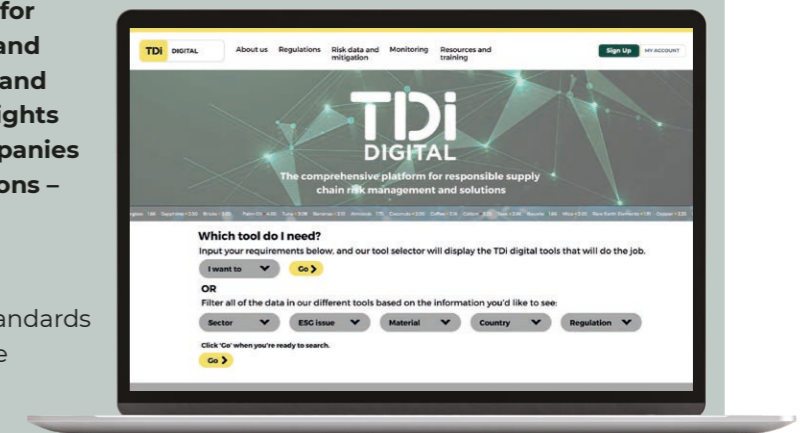 for
and
and
ights
panies
ons –
andards
e
TDi DIGITAL
About us
Regulations
Risk data and
mitigation
Monitoring
Resources and
training
Sign Up
MY ACCOUNT
TDi
DIGITAL
The comprehensive platform for responsible supply
chain risk management and solutions
Which tool do I need?
Input your requirements below, and our tool selector will display the TDi digital tools that will do the job.
I want to
Go
OR
Filter all of the data in our different tools based on the information you'd like to see:
Sector
ESG issue
Material
Country
Regulation
Click 'Go' when you're ready to search.
Go